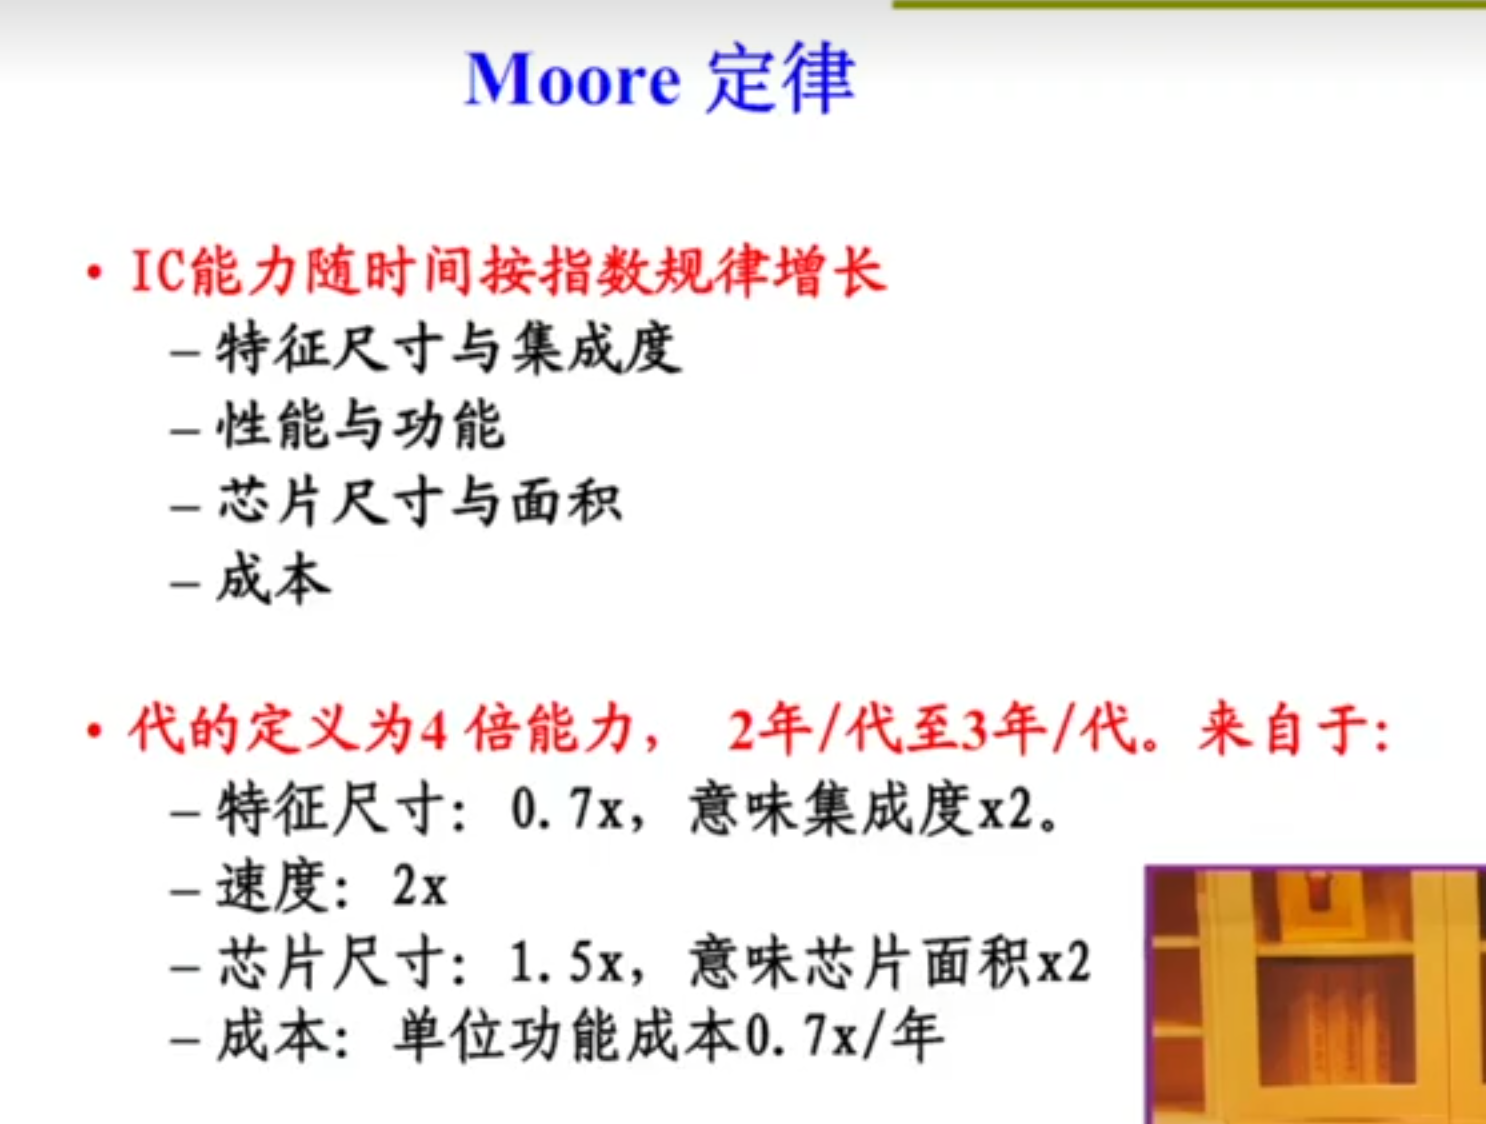 Moore 定律
• IC能力随时间按指数规律增长
– 特征尺寸与集成度
– 性能与功能
– 芯片尺寸与面积
– 成本
• 代的定义为4 倍能力， 2年/代至3年/代。来自于：
– 特征尺寸：0.7x，意味集成度x2。
– 速度：2x
– 芯片尺寸：1.5x，意味芯片面积x2
– 成本：单位功能成本0.7x/年